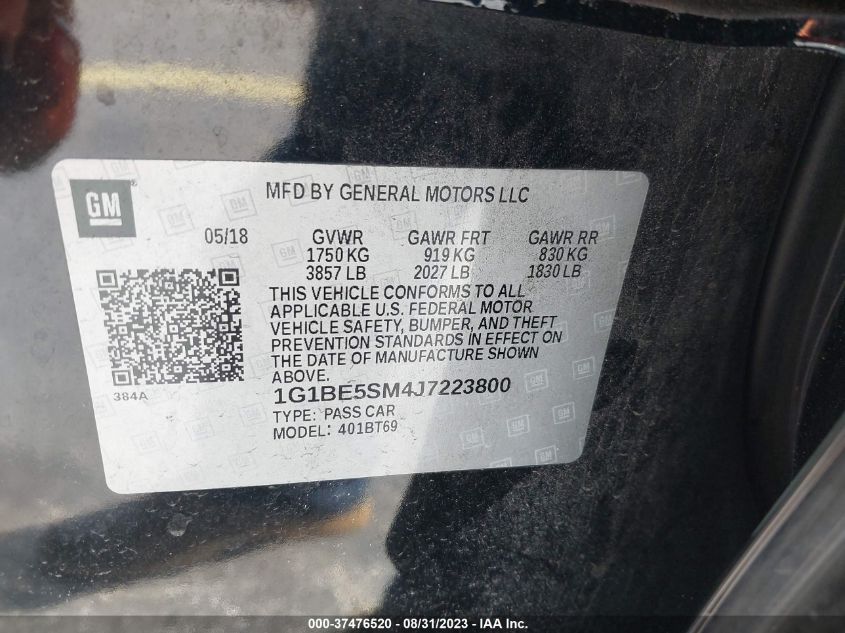 GM
MFD BY GENERAL MOTORS LLC
05/18 GVWR GAWR FRT GAWR RR
1750 KG 919 KG 830 KG
3857 LB 2027 LB 1830 LB
THIS VEHICLE CONFORMS TO ALL
APPLICABLE U.S. FEDERAL MOTOR
VEHICLE SAFETY, BUMPER, AND THEFT
PREVENTION STANDARDS IN EFFECT ON
THE DATE OF MANUFACTURE SHOWN
ABOVE.
384A
1G1BE5SM4J7223800
TYPE: PASS CAR
MODEL: 401BT69
000-37476520 - 08/31/2023 - IAA Inc.